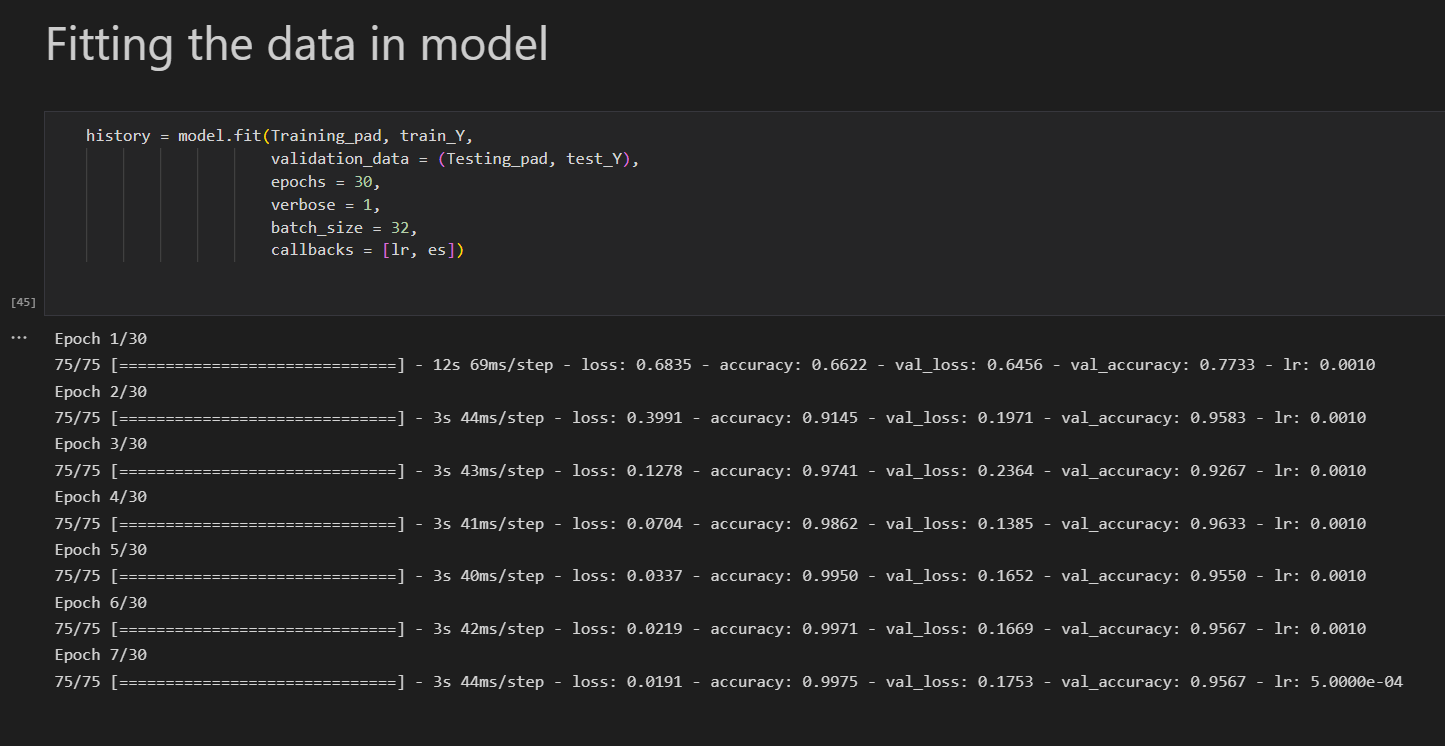 Fitting the data in model
history = model.fit(Training_pad, train_Y,
validation_data = (Testing_pad, test_Y),
epochs = 30,
verbose = 1,
batch_size = 32,
callbacks = [lr, es])
[45]
...
Epoch 1/30
75/75 [==============================] - 12s 69ms/step - loss: 0.6835 - accuracy: 0.6622 - val_loss: 0.6456 - val_accuracy: 0.7733 - lr: 0.0010
Epoch 2/30
75/75 [==============================] - 3s 44ms/step - loss: 0.3991 - accuracy: 0.9145 - val_loss: 0.1971 - val_accuracy: 0.9583 - lr: 0.0010
Epoch 3/30
75/75 [==============================] - 3s 43ms/step - loss: 0.1278 - accuracy: 0.9741 - val_loss: 0.2364 - val_accuracy: 0.9267 - lr: 0.0010
Epoch 4/30
75/75 [==============================] - 3s 41ms/step - loss: 0.0704 - accuracy: 0.9862 - val_loss: 0.1385 - val_accuracy: 0.9633 - lr: 0.0010
Epoch 5/30
75/75 [==============================] - 3s 40ms/step - loss: 0.0337 - accuracy: 0.9950 - val_loss: 0.1652 - val_accuracy: 0.9550 - lr: 0.0010
Epoch 6/30
75/75 [==============================] - 3s 42ms/step - loss: 0.0219 - accuracy: 0.9971 - val_loss: 0.1669 - val_accuracy: 0.9567 - lr: 0.0010
Epoch 7/30
75/75 [==============================] - 3s 44ms/step - loss: 0.0191 - accuracy: 0.9975 - val_loss: 0.1753 - val_accuracy: 0.9567 - lr: 5.0000e-04